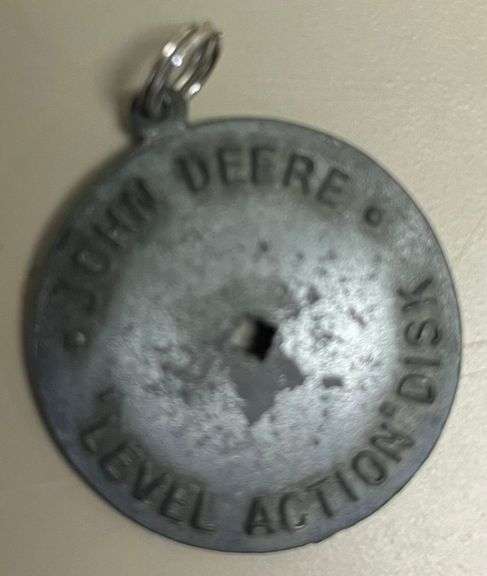 • JOHN DEERE •
"LEVEL ACTION" DISK